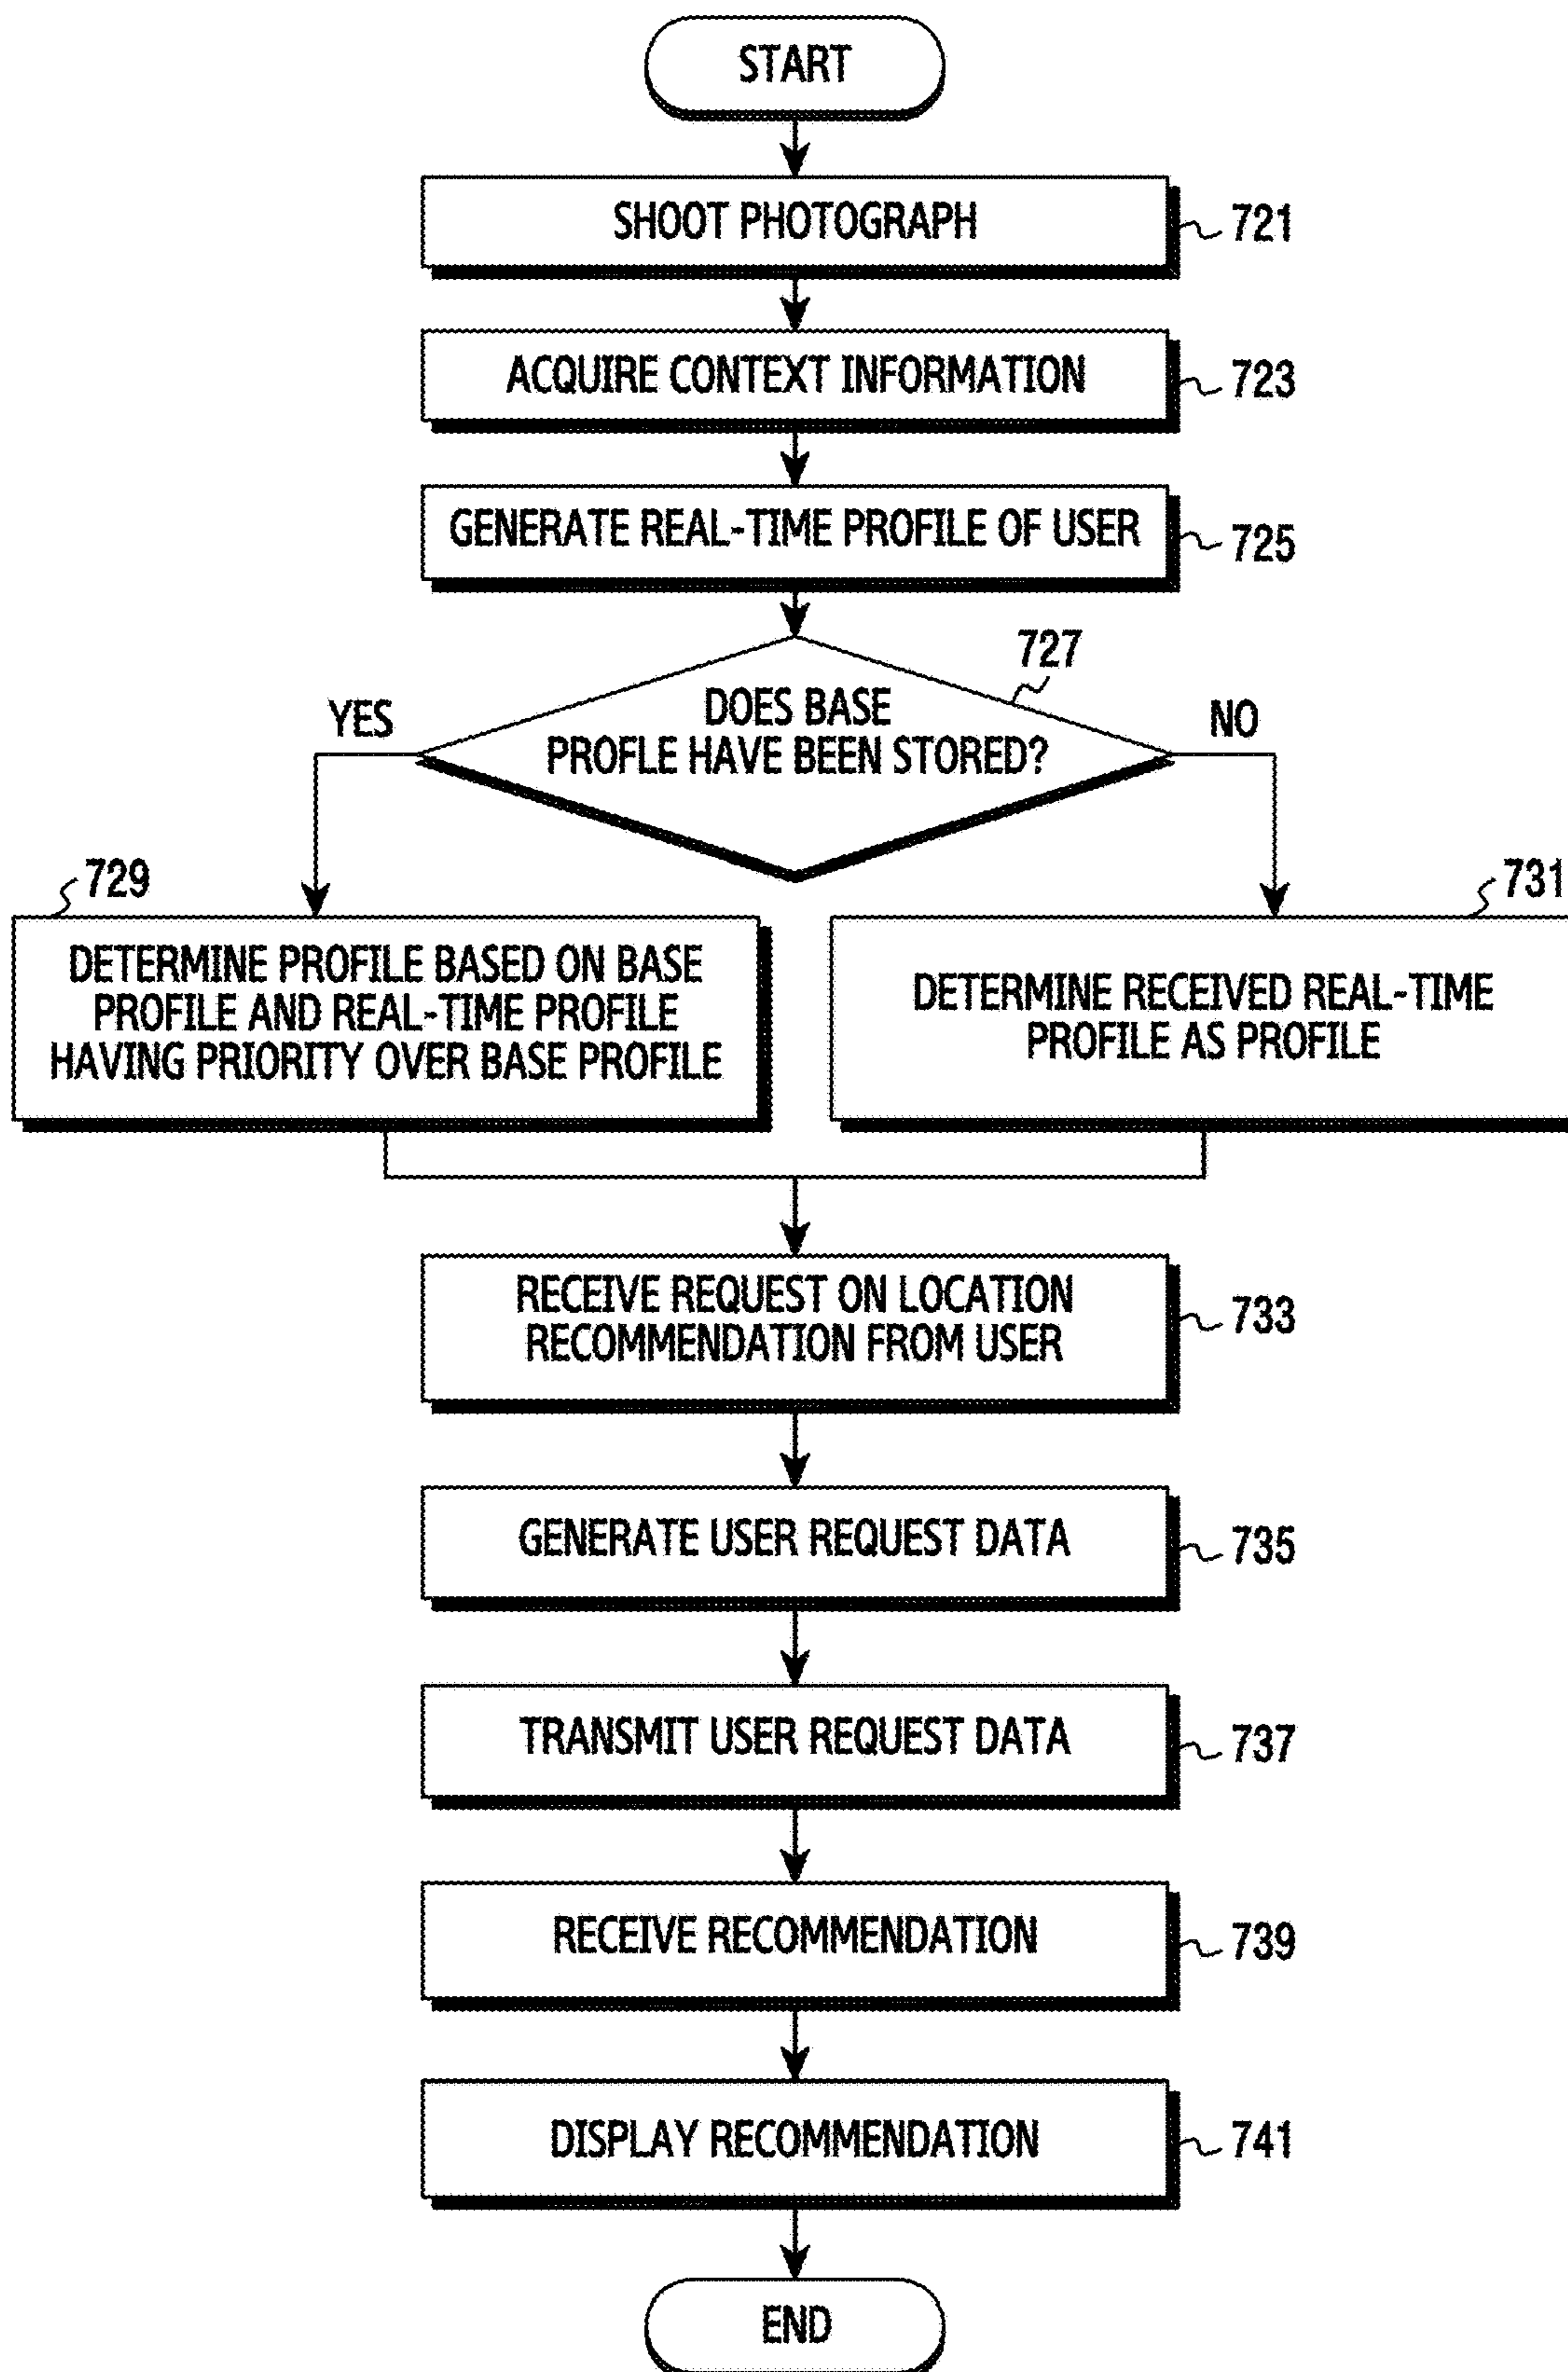 START
SHOOT PHOTOGRAPH
721
ACQUIRE CONTEXT INFORMATION
723
GENERATE REAL-TIME PROFILE OF USER
725
727
DOES BASE
PROFLE HAVE BEEN STORED?
YES
NO
729
DETERMINE PROFILE BASED ON BASE
PROFILE AND REAL-TIME PROFILE
HAVING PRIORITY OVER BASE PROFILE
731
DETERMINE RECEIVED REAL-TIME
PROFILE AS PROFILE
RECEIVE REQUEST ON LOCATION
RECOMMENDATION FROM USER
733
GENERATE USER REQUEST DATA
735
TRANSMIT USER REQUEST DATA
737
RECEIVE RECOMMENDATION
739
DISPLAY RECOMMENDATION
741
END